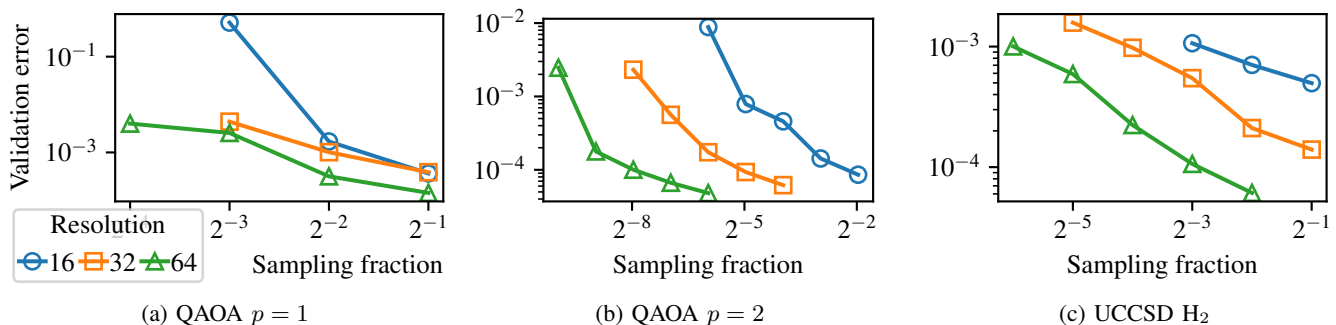 Validation error
10⁻¹
10⁻³
2⁻³ 2⁻² 2⁻¹
Sampling fraction
Resolution
16 32 64
(a) QAOA p = 1
10⁻²
10⁻³
10⁻⁴
2⁻⁸ 2⁻⁵ 2⁻²
Sampling fraction
(b) QAOA p = 2
10⁻³
10⁻⁴
2⁻⁵ 2⁻³ 2⁻¹
Sampling fraction
(c) UCCSD H₂